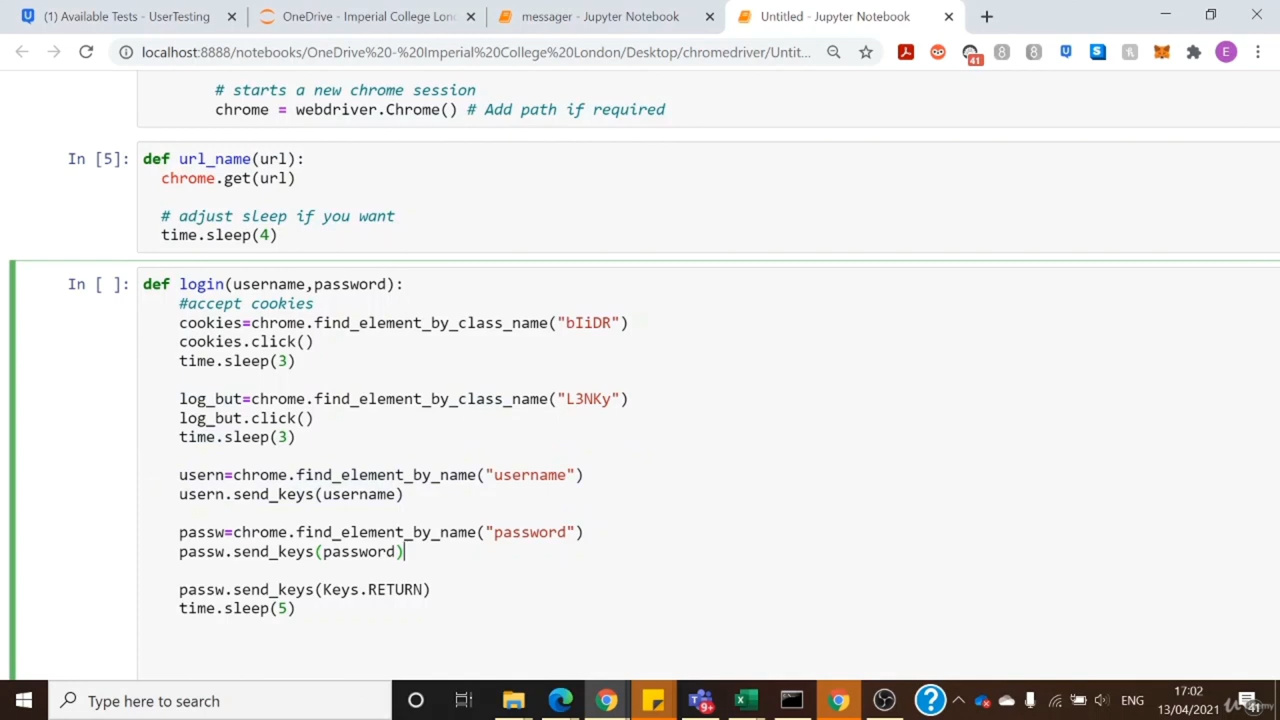 (1) Available Tests - UserTesting
OneDrive - Imperial College Lon
messager - Jupyter Notebook
Untitled - Jupyter Notebook
localhost:8888/notebooks/OneDrive%20-%20Imperial%20College%20London/Desktop/chromedriver/Untit...
41
E
# starts a new chrome session
chrome = webdriver.Chrome() # Add path if required
In [5]:
def url_name(url):
chrome.get(url)
# adjust sleep if you want
time.sleep(4)
In [ ]:
def login(username,password):
#accept cookies
cookies=chrome.find_element_by_class_name("bIiDR")
cookies.click()
time.sleep(3)
log_but=chrome.find_element_by_class_name("L3NKy")
log_but.click()
time.sleep(3)
usern=chrome.find_element_by_name("username")
usern.send_keys(username)
passw=chrome.find_element_by_name("password")
passw.send_keys(password)
passw.send_keys(Keys.RETURN)
time.sleep(5)
Type here to search
9+
ENG
17:02
13/04/2021
41